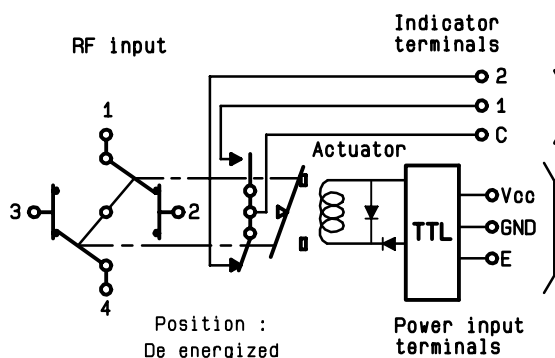 RF input
Indicator
terminals
2
1
C
1
Actuator
3
2
Vcc
GND
E
TTL
4
Position :
De energized
Power input
terminals